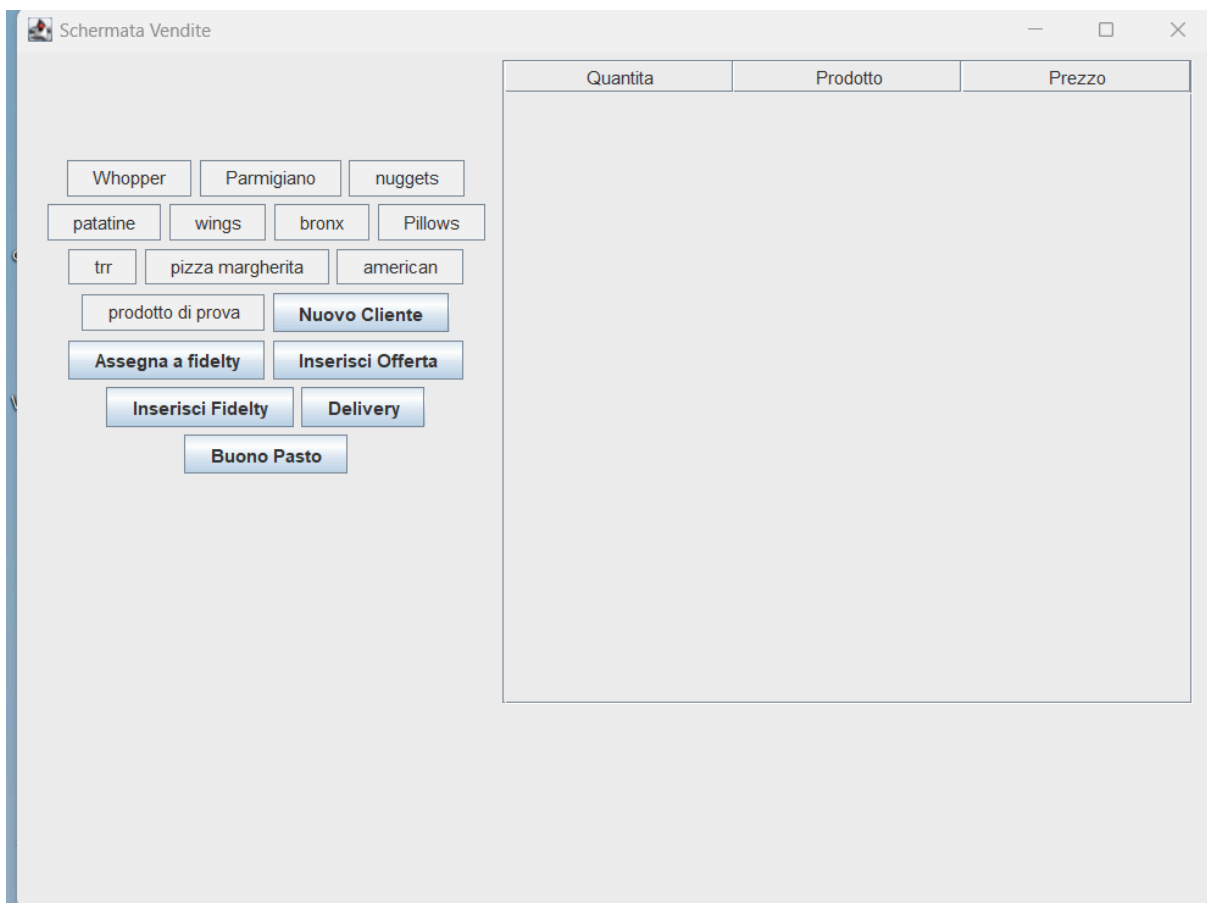 Schermata Vendite
Quantita Prodotto Prezzo
Whopper Parmigiano nuggets
patatine wings bronx Pillows
trr pizza margherita american
prodotto di prova Nuovo Cliente
Assegna a fidelty Inserisci Offerta
Inserisci Fidelty Delivery
Buono Pasto